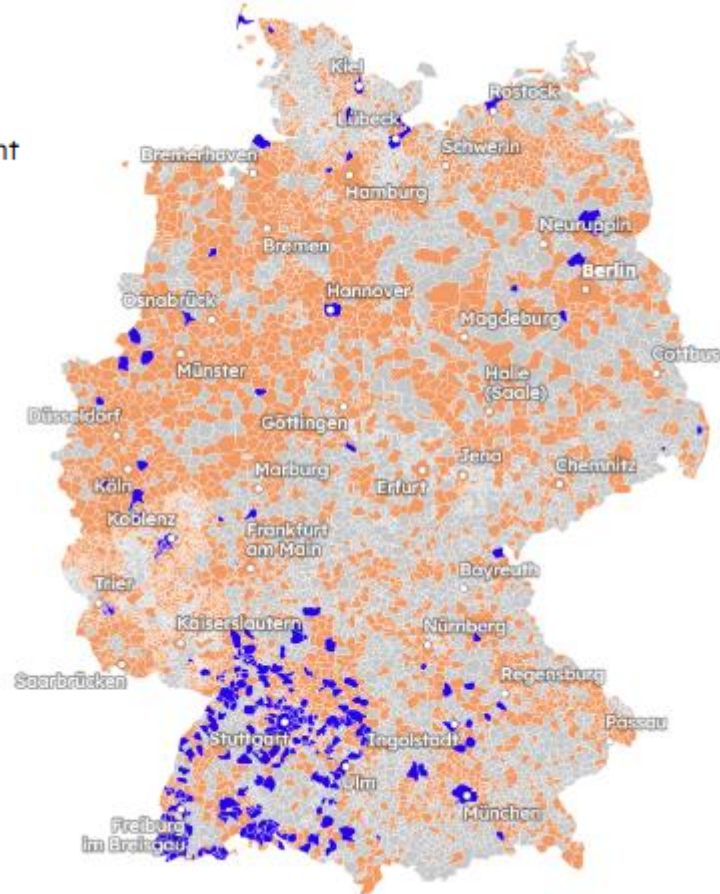 Kiel
Rostock
nt
Lübeck
Schwerin
Bremerhaven
Hamburg
Neuruppin
Bremen
Berlin
Hannover
Osnabrück
Magdeburg
Cottbus
Münster
Halle
(Saale)
Düsseldorf
Göttingen
Jena
Marburg
Chemnitz
Köln
Erfurt
Koblenz
Frankfurt
am Main
Bayreuth
Trier
Kaiserslautern
Nürnberg
Regensburg
Saarbrücken
Passau
Stuttgart
Ingolstadt
lm
München
Freiburg
im Breisgau